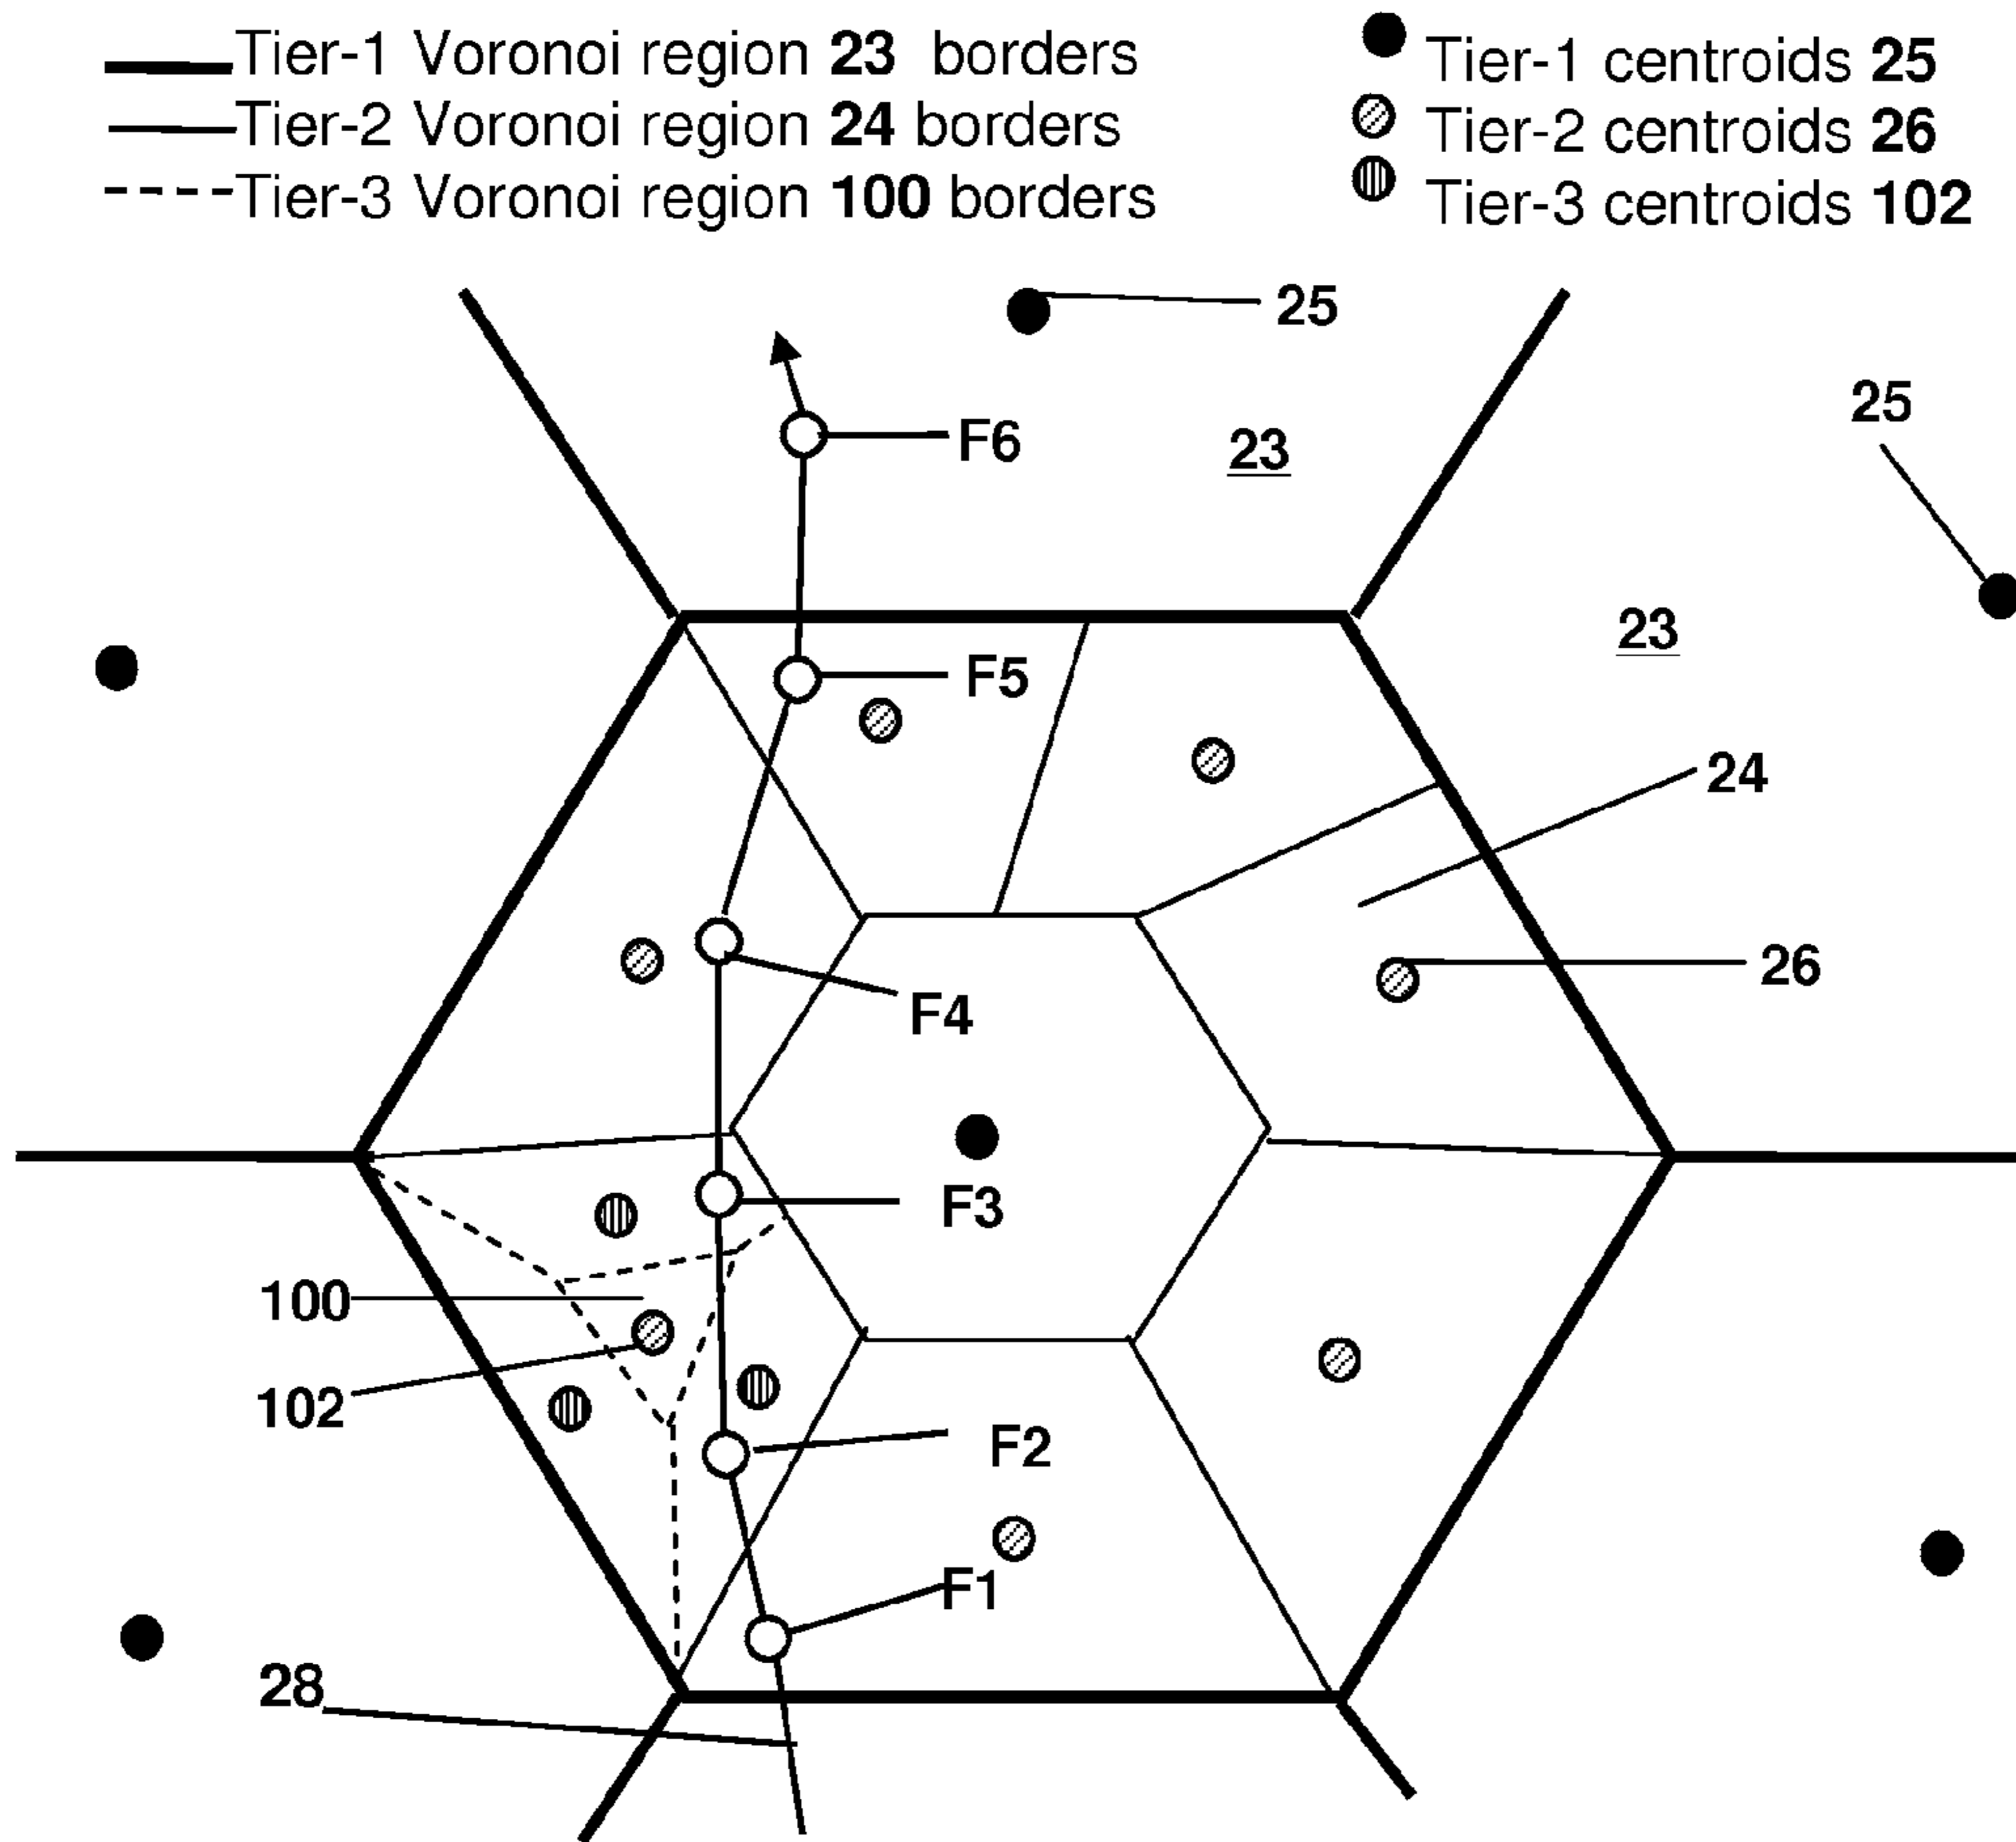 Tier-1 Voronoi region 23 borders
Tier-2 Voronoi region 24 borders
Tier-3 Voronoi region 100 borders
Tier-1 centroids 25
Tier-2 centroids 26
Tier-3 centroids 102
25
25
F6
23
23
F5
24
26
F4
F3
100
102
F2
F1
28